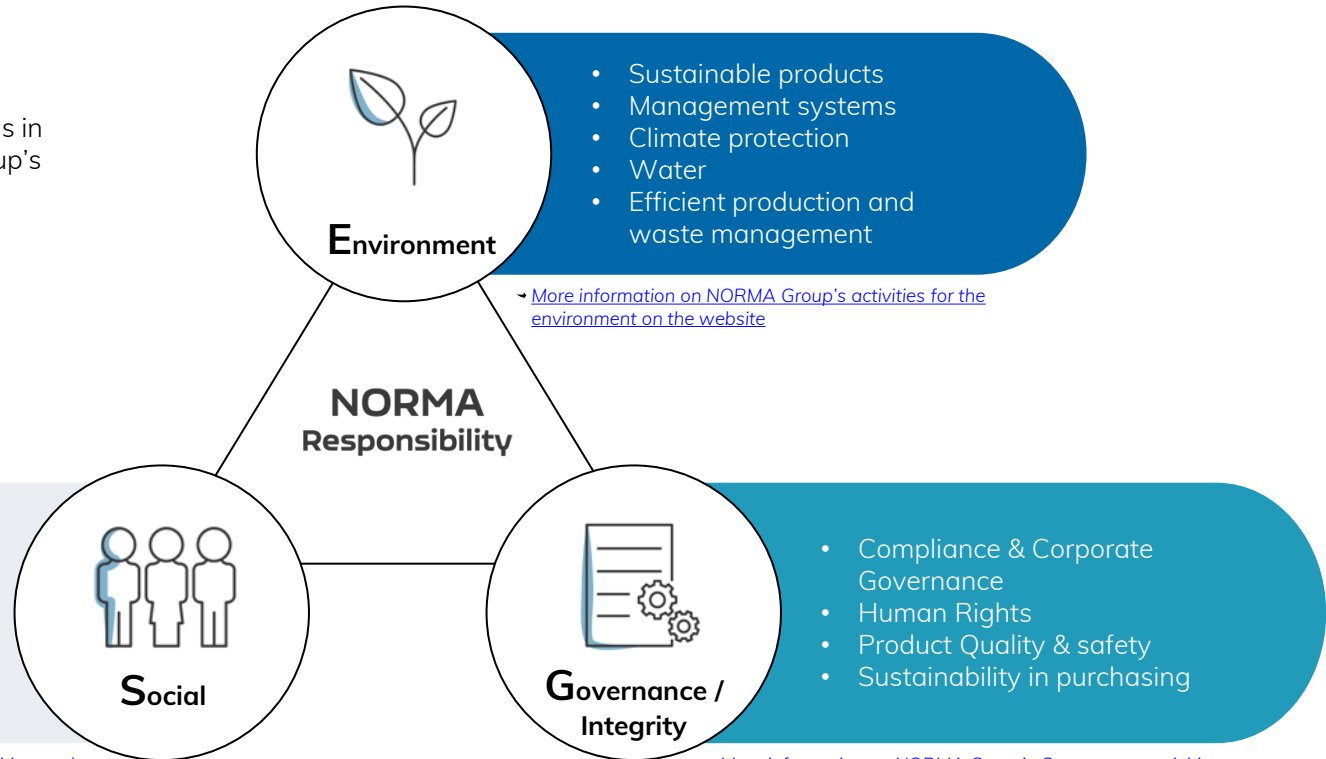 s in
up's
• Sustainable products
• Management systems
• Climate protection
• Water
• Efficient production and
waste management
Environment
More information on NORMA Group's activities for the
environment on the website
NORMA
Responsibility
• Compliance & Corporate
Governance
• Human Rights
• Product Quality & safety
• Sustainability in purchasing
Social
Governance /
Integrity